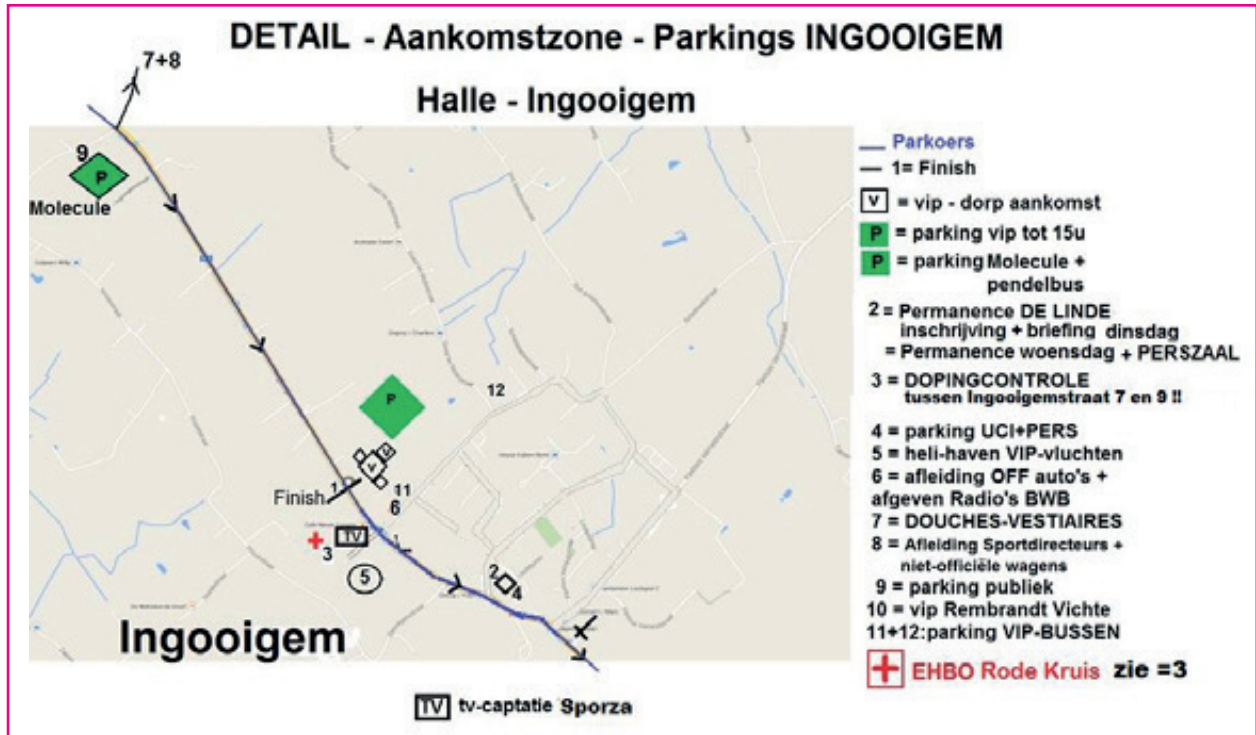 DETAIL - Aankomstzone - Parkings INGOOIGEM
7+8
Halle - Ingooigem
9
P
Molecule
P
12
V
V
1
Finish
11
6
TV
3
5
2
4
Ingooigem
Parkoers
1= Finish
V = vip - dorp aankomst
P = parking vip tot 15u
P = parking Molecule +
pendelbus
2 = Permanence DE LINDE
inschrijving + briefing dinsdag
= Permanence woensdag + PERSZAAL
3 = DOPINGCONTROLE
tussen Ingooigemstraat 7 en 9 !!
4 = parking UCI+PERS
5 = heli-haven VIP-vluchten
6 = afleiding OFF auto's +
afgeven Radio's BWB
7 = DOUCHES-VESTIAIRES
8 = Afleiding Sportdirecteurs +
niet-officiële wagens
9 = parking publiek
10 = vip Rembrandt Vichte
11+12:parking VIP-BUSSEN
EHBO Rode Kruis zie =3
TV tv-captatie Sporza